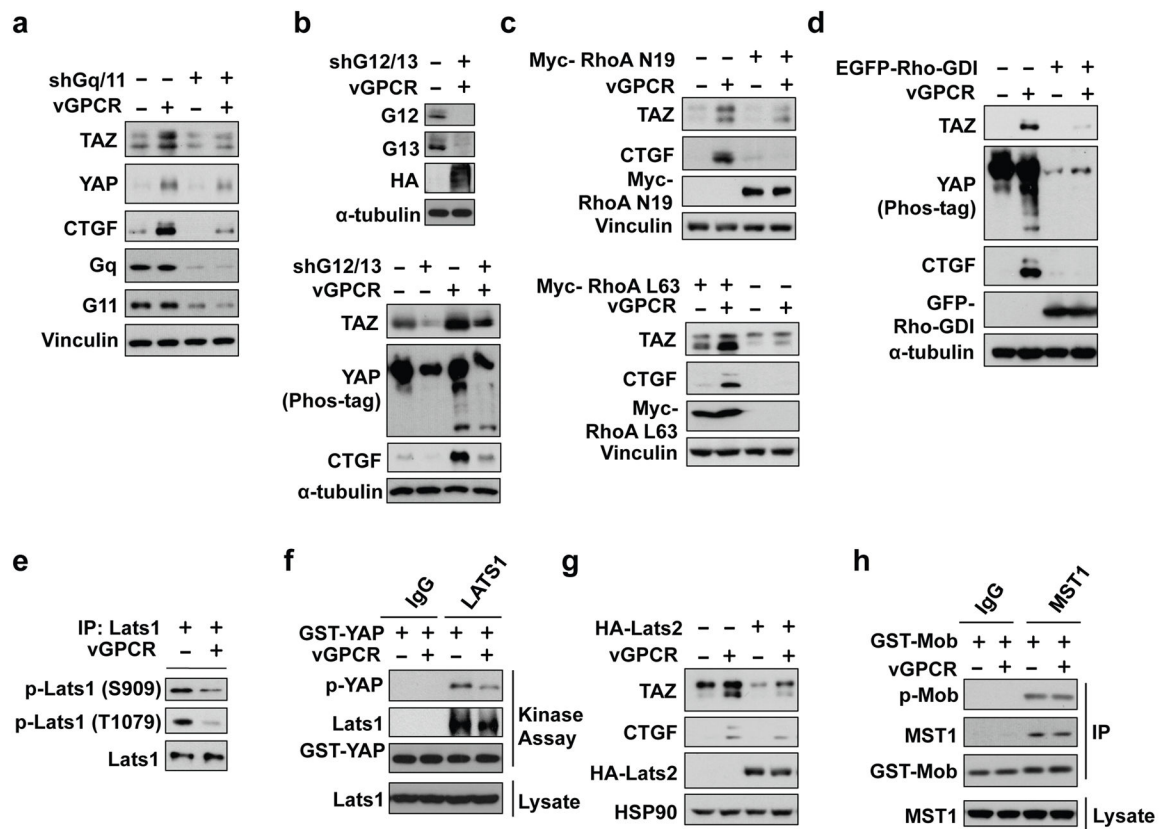 a
shGq/11 – – + +
vGPCR – + – +
TAZ
YAP
CTGF
Gq
G11
Vinculin
b
shG12/13 – +
vGPCR – +
G12
G13
HA
α-tubulin
shG12/13 – + – +
vGPCR – – + +
TAZ
YAP
(Phos-tag)
CTGF
α-tubulin
c
Myc- RhoA N19 – – + +
vGPCR – + – +
TAZ
CTGF
Myc-
RhoA N19
Vinculin
Myc- RhoA L63 + + – –
vGPCR – + – +
TAZ
CTGF
Myc-
RhoA L63
Vinculin
d
EGFP-Rho-GDI – – + +
vGPCR – + – +
TAZ
YAP
(Phos-tag)
CTGF
GFP-
Rho-GDI
α-tubulin
e
IP: Lats1 + +
vGPCR – +
p-Lats1 (S909)
p-Lats1 (T1079)
Lats1
f
IgG LATS1
GST-YAP + + + +
vGPCR – + – +
p-YAP
Lats1
GST-YAP
Kinase
Assay
Lats1
Lysate
g
HA-Lats2 – – + +
vGPCR – + – +
TAZ
CTGF
HA-Lats2
HSP90
h
IgG MST1
GST-Mob + + + +
vGPCR – + – +
p-Mob
MST1
GST-Mob
IP
MST1
Lysate